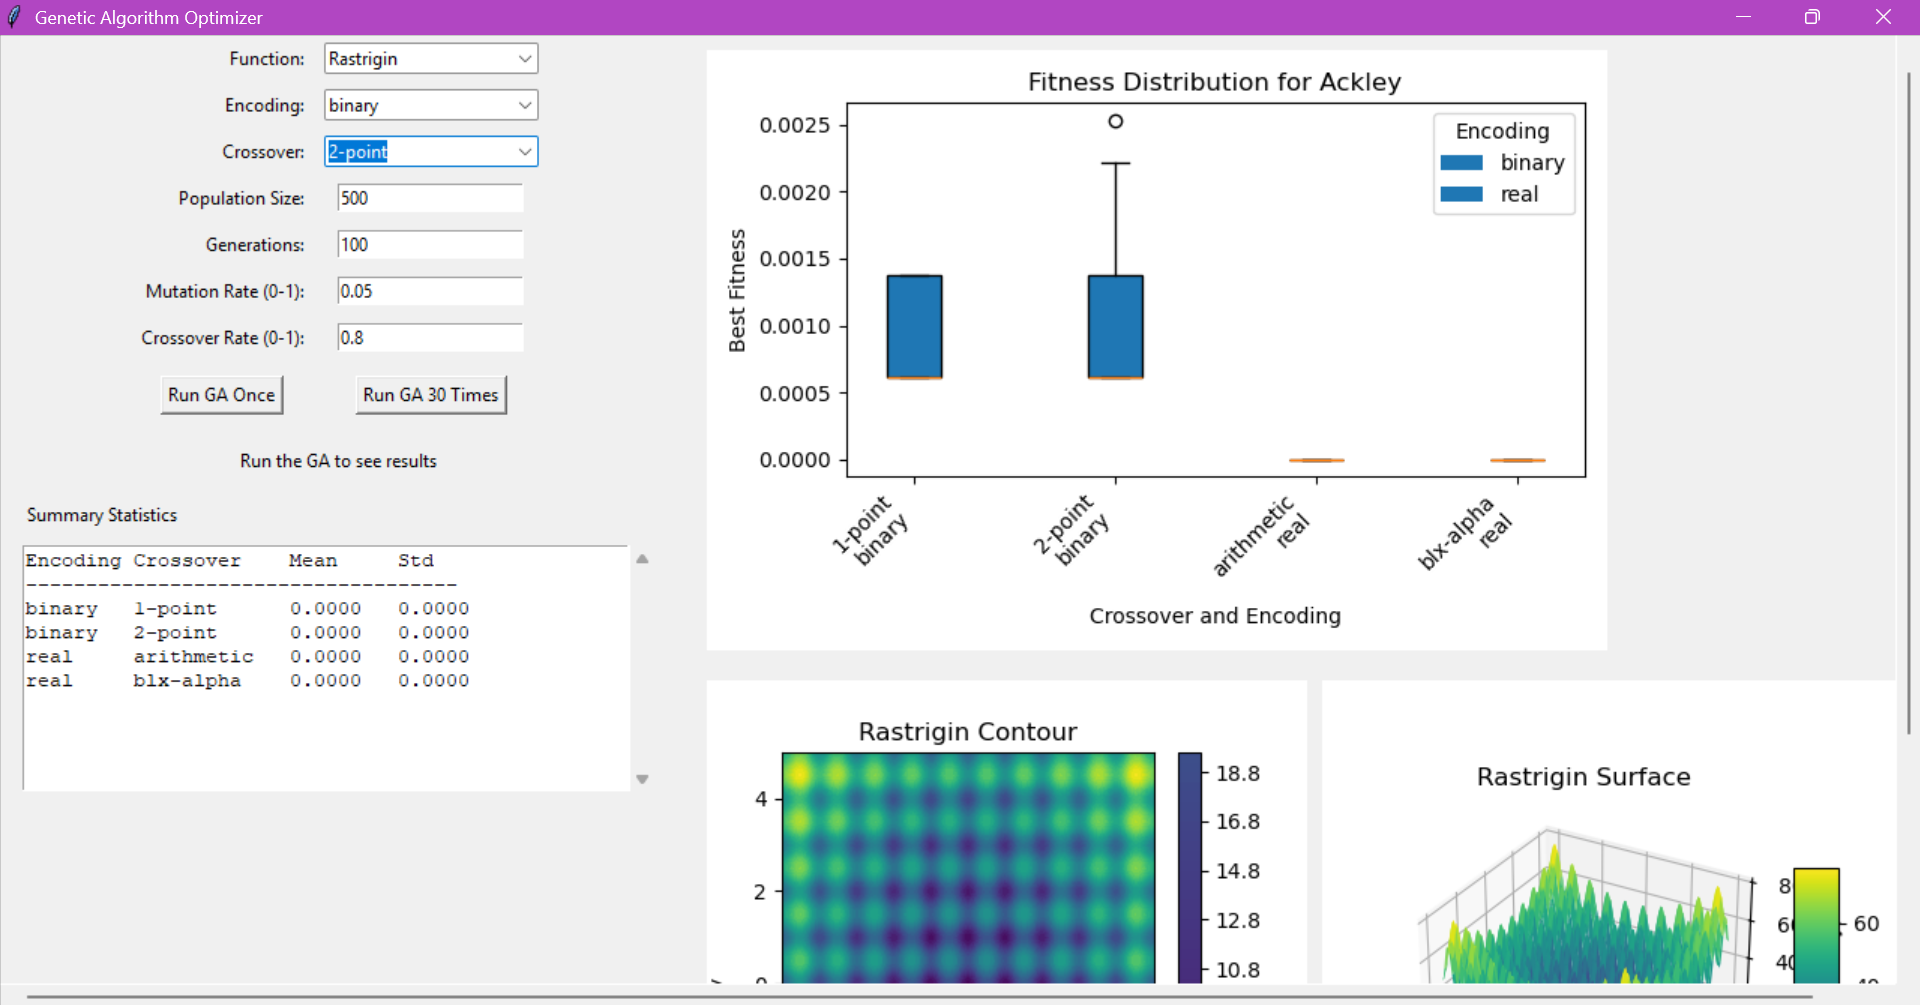 Genetic Algorithm Optimizer
Function: Rastrigin
Encoding: binary
Crossover: 2-point
Population Size: 500
Generations: 100
Mutation Rate (0-1): 0.05
Crossover Rate (0-1): 0.8
Run GA Once Run GA 30 Times
Run the GA to see results
Summary Statistics
Encoding Crossover Mean Std
------------------------------------
binary 1-point 0.0000 0.0000
binary 2-point 0.0000 0.0000
real arithmetic 0.0000 0.0000
real blx-alpha 0.0000 0.0000
Fitness Distribution for Ackley
Encoding
binary
real
Best Fitness
0.0025
0.0020
0.0015
0.0010
0.0005
0.0000
1-point
binary
2-point
binary
arithmetic
real
blx-alpha
real
Crossover and Encoding
Rastrigin Contour
4
2
18.8
16.8
14.8
12.8
10.8
Rastrigin Surface
60